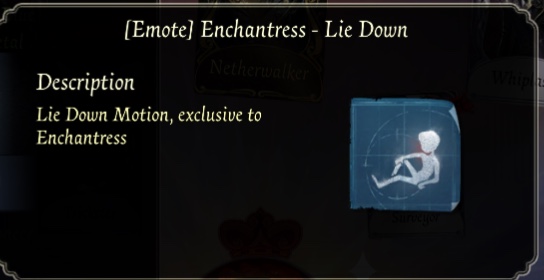 [Emote] Enchantress - Lie Down
Description
Lie Down Motion, exclusive to
Enchantress
Netherwalker